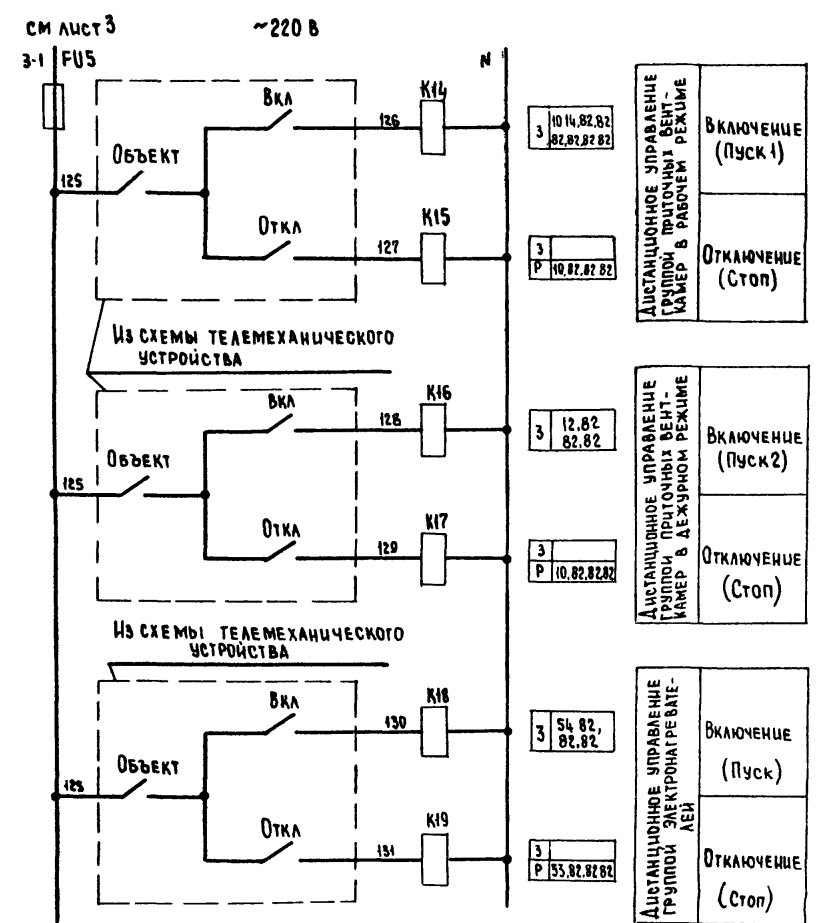 СМ ЛИСТ 3
~220 В
3-1 FU5
N
ВКЛ
126
К14
ОБЪЕКТ
125
ОТКЛ
127
К15
3 10 14,82,82
82,82,82 82
3
Р 10,82,82 82
ДИСТАНЦИОННОЕ УПРАВЛЕНИЕ
ГРУППОЙ ПРИТОЧНЫХ ВЕНТ-
КАМЕР В РАБОЧЕМ РЕЖИМЕ
ВКЛЮЧЕНИЕ
(ПУСК 1)
ОТКЛЮЧЕНИЕ
(СТОП)
ИЗ СХЕМЫ ТЕЛЕМЕХАНИЧЕСКОГО
УСТРОЙСТВА
ВКЛ
128
К16
ОБЪЕКТ
125
ОТКЛ
129
К17
3 12,82
82,82
3
Р 10,82,82,82
ДИСТАНЦИОННОЕ УПРАВЛЕНИЕ
ГРУППОЙ ПРИТОЧНЫХ ВЕНТ-
КАМЕР В ДЕЖУРНОМ РЕЖИМЕ
ВКЛЮЧЕНИЕ
(ПУСК 2)
ОТКЛЮЧЕНИЕ
(СТОП)
ИЗ СХЕМЫ ТЕЛЕМЕХАНИЧЕСКОГО
УСТРОЙСТВА
ВКЛ
130
К18
ОБЪЕКТ
125
ОТКЛ
131
К19
3 54 82,
82,82
3
Р 53,82,82 82
ДИСТАНЦИОННОЕ УПРАВЛЕНИЕ
ГРУППОЙ ЭЛЕКТРОНАГРЕВАТЕ-
ЛЕЙ
ВКЛЮЧЕНИЕ
(ПУСК)
ОТКЛЮЧЕНИЕ
(СТОП)